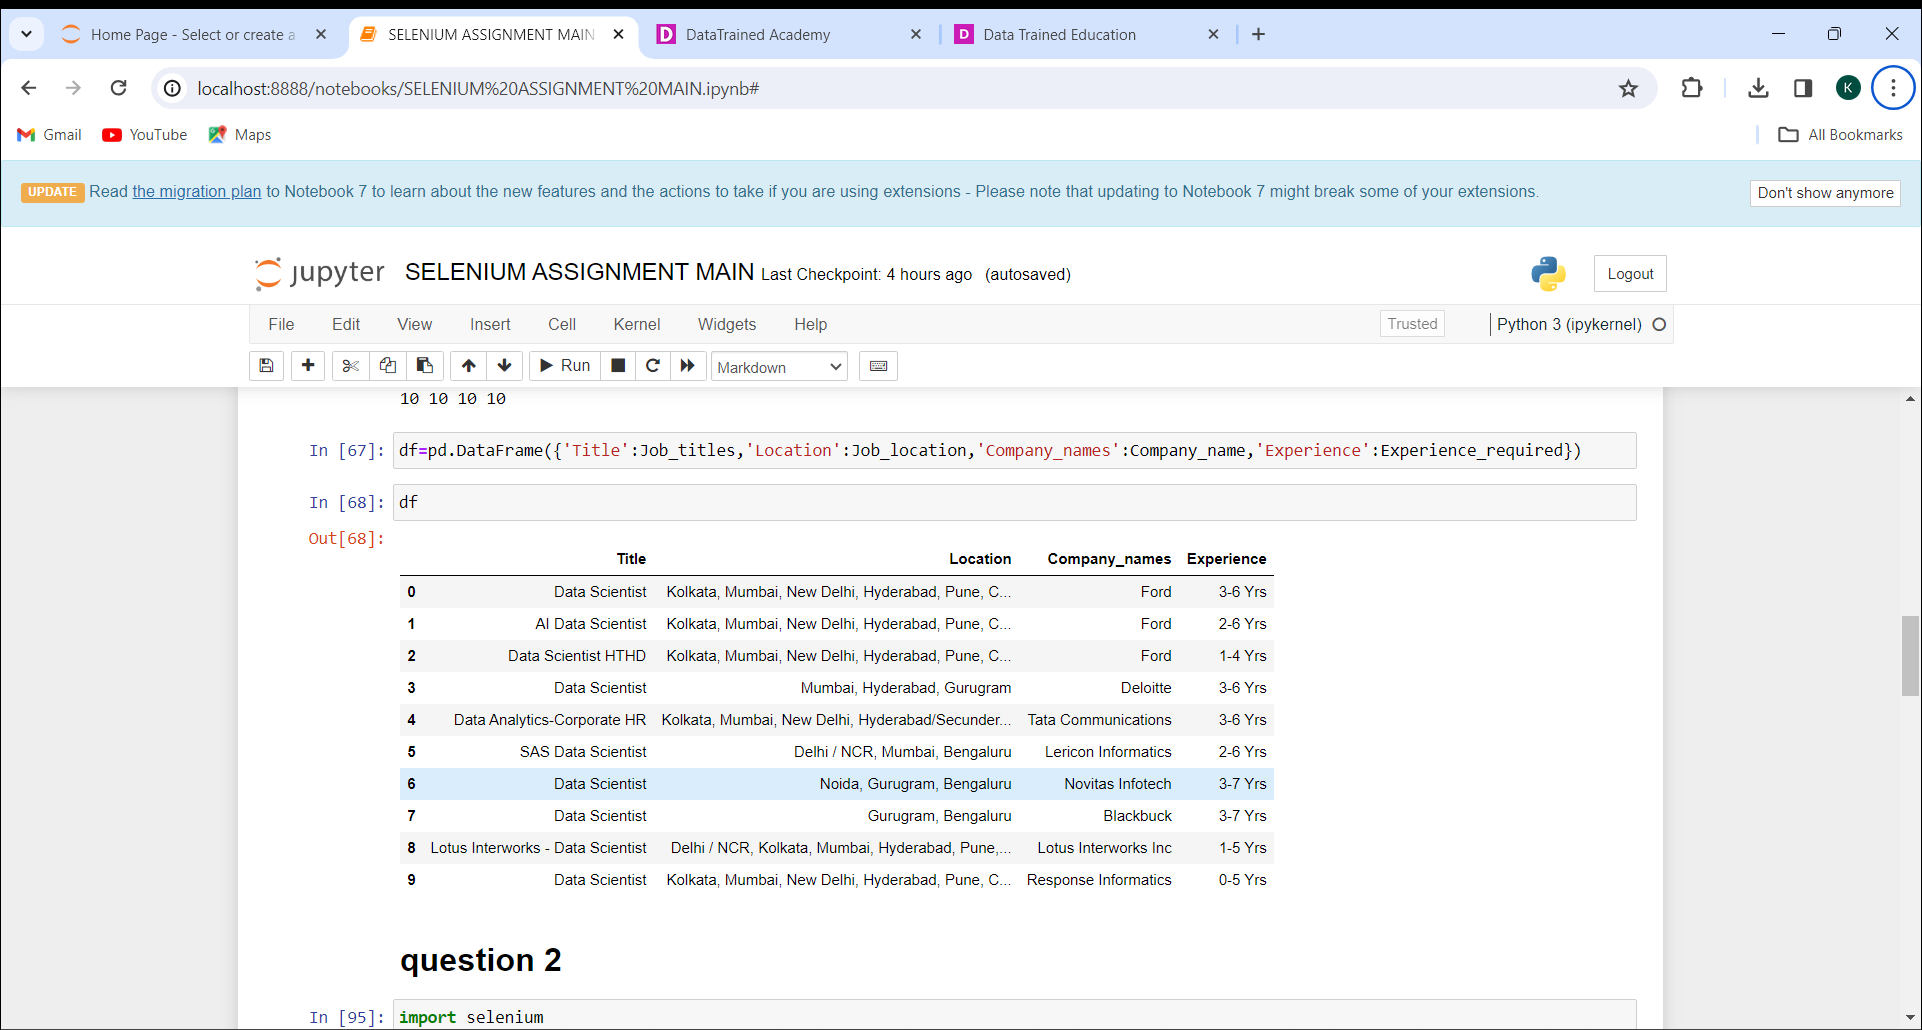 Home Page - Select or create a
SELENIUM ASSIGNMENT MAIN
DataTrained Academy
Data Trained Education
localhost:8888/notebooks/SELENIUM%20ASSIGNMENT%20MAIN.ipynb#
K
Gmail
YouTube
Maps
All Bookmarks
UPDATE Read the migration plan to Notebook 7 to learn about the new features and the actions to take if you are using extensions - Please note that updating to Notebook 7 might break some of your extensions.
Don't show anymore
jupyter SELENIUM ASSIGNMENT MAIN Last Checkpoint: 4 hours ago (autosaved)
Logout
File Edit View Insert Cell Kernel Widgets Help
Trusted
Python 3 (ipykernel)
Run
Markdown
10 10 10 10
In [67]: df=pd.DataFrame({'Title':Job_titles,'Location':Job_location,'Company_names':Company_name,'Experience':Experience_required})
In [68]: df
Out[68]:
Title Location Company_names Experience
0 Data Scientist Kolkata, Mumbai, New Delhi, Hyderabad, Pune, C... Ford 3-6 Yrs
1 AI Data Scientist Kolkata, Mumbai, New Delhi, Hyderabad, Pune, C... Ford 2-6 Yrs
2 Data Scientist HTHD Kolkata, Mumbai, New Delhi, Hyderabad, Pune, C... Ford 1-4 Yrs
3 Data Scientist Mumbai, Hyderabad, Gurugram Deloitte 3-6 Yrs
4 Data Analytics-Corporate HR Kolkata, Mumbai, New Delhi, Hyderabad/Secunder... Tata Communications 3-6 Yrs
5 SAS Data Scientist Delhi / NCR, Mumbai, Bengaluru Lericon Informatics 2-6 Yrs
6 Data Scientist Noida, Gurugram, Bengaluru Novitas Infotech 3-7 Yrs
7 Data Scientist Gurugram, Bengaluru Blackbuck 3-7 Yrs
8 Lotus Interworks - Data Scientist Delhi / NCR, Kolkata, Mumbai, Hyderabad, Pune,... Lotus Interworks Inc 1-5 Yrs
9 Data Scientist Kolkata, Mumbai, New Delhi, Hyderabad, Pune, C... Response Informatics 0-5 Yrs
question 2
In [95]: import selenium